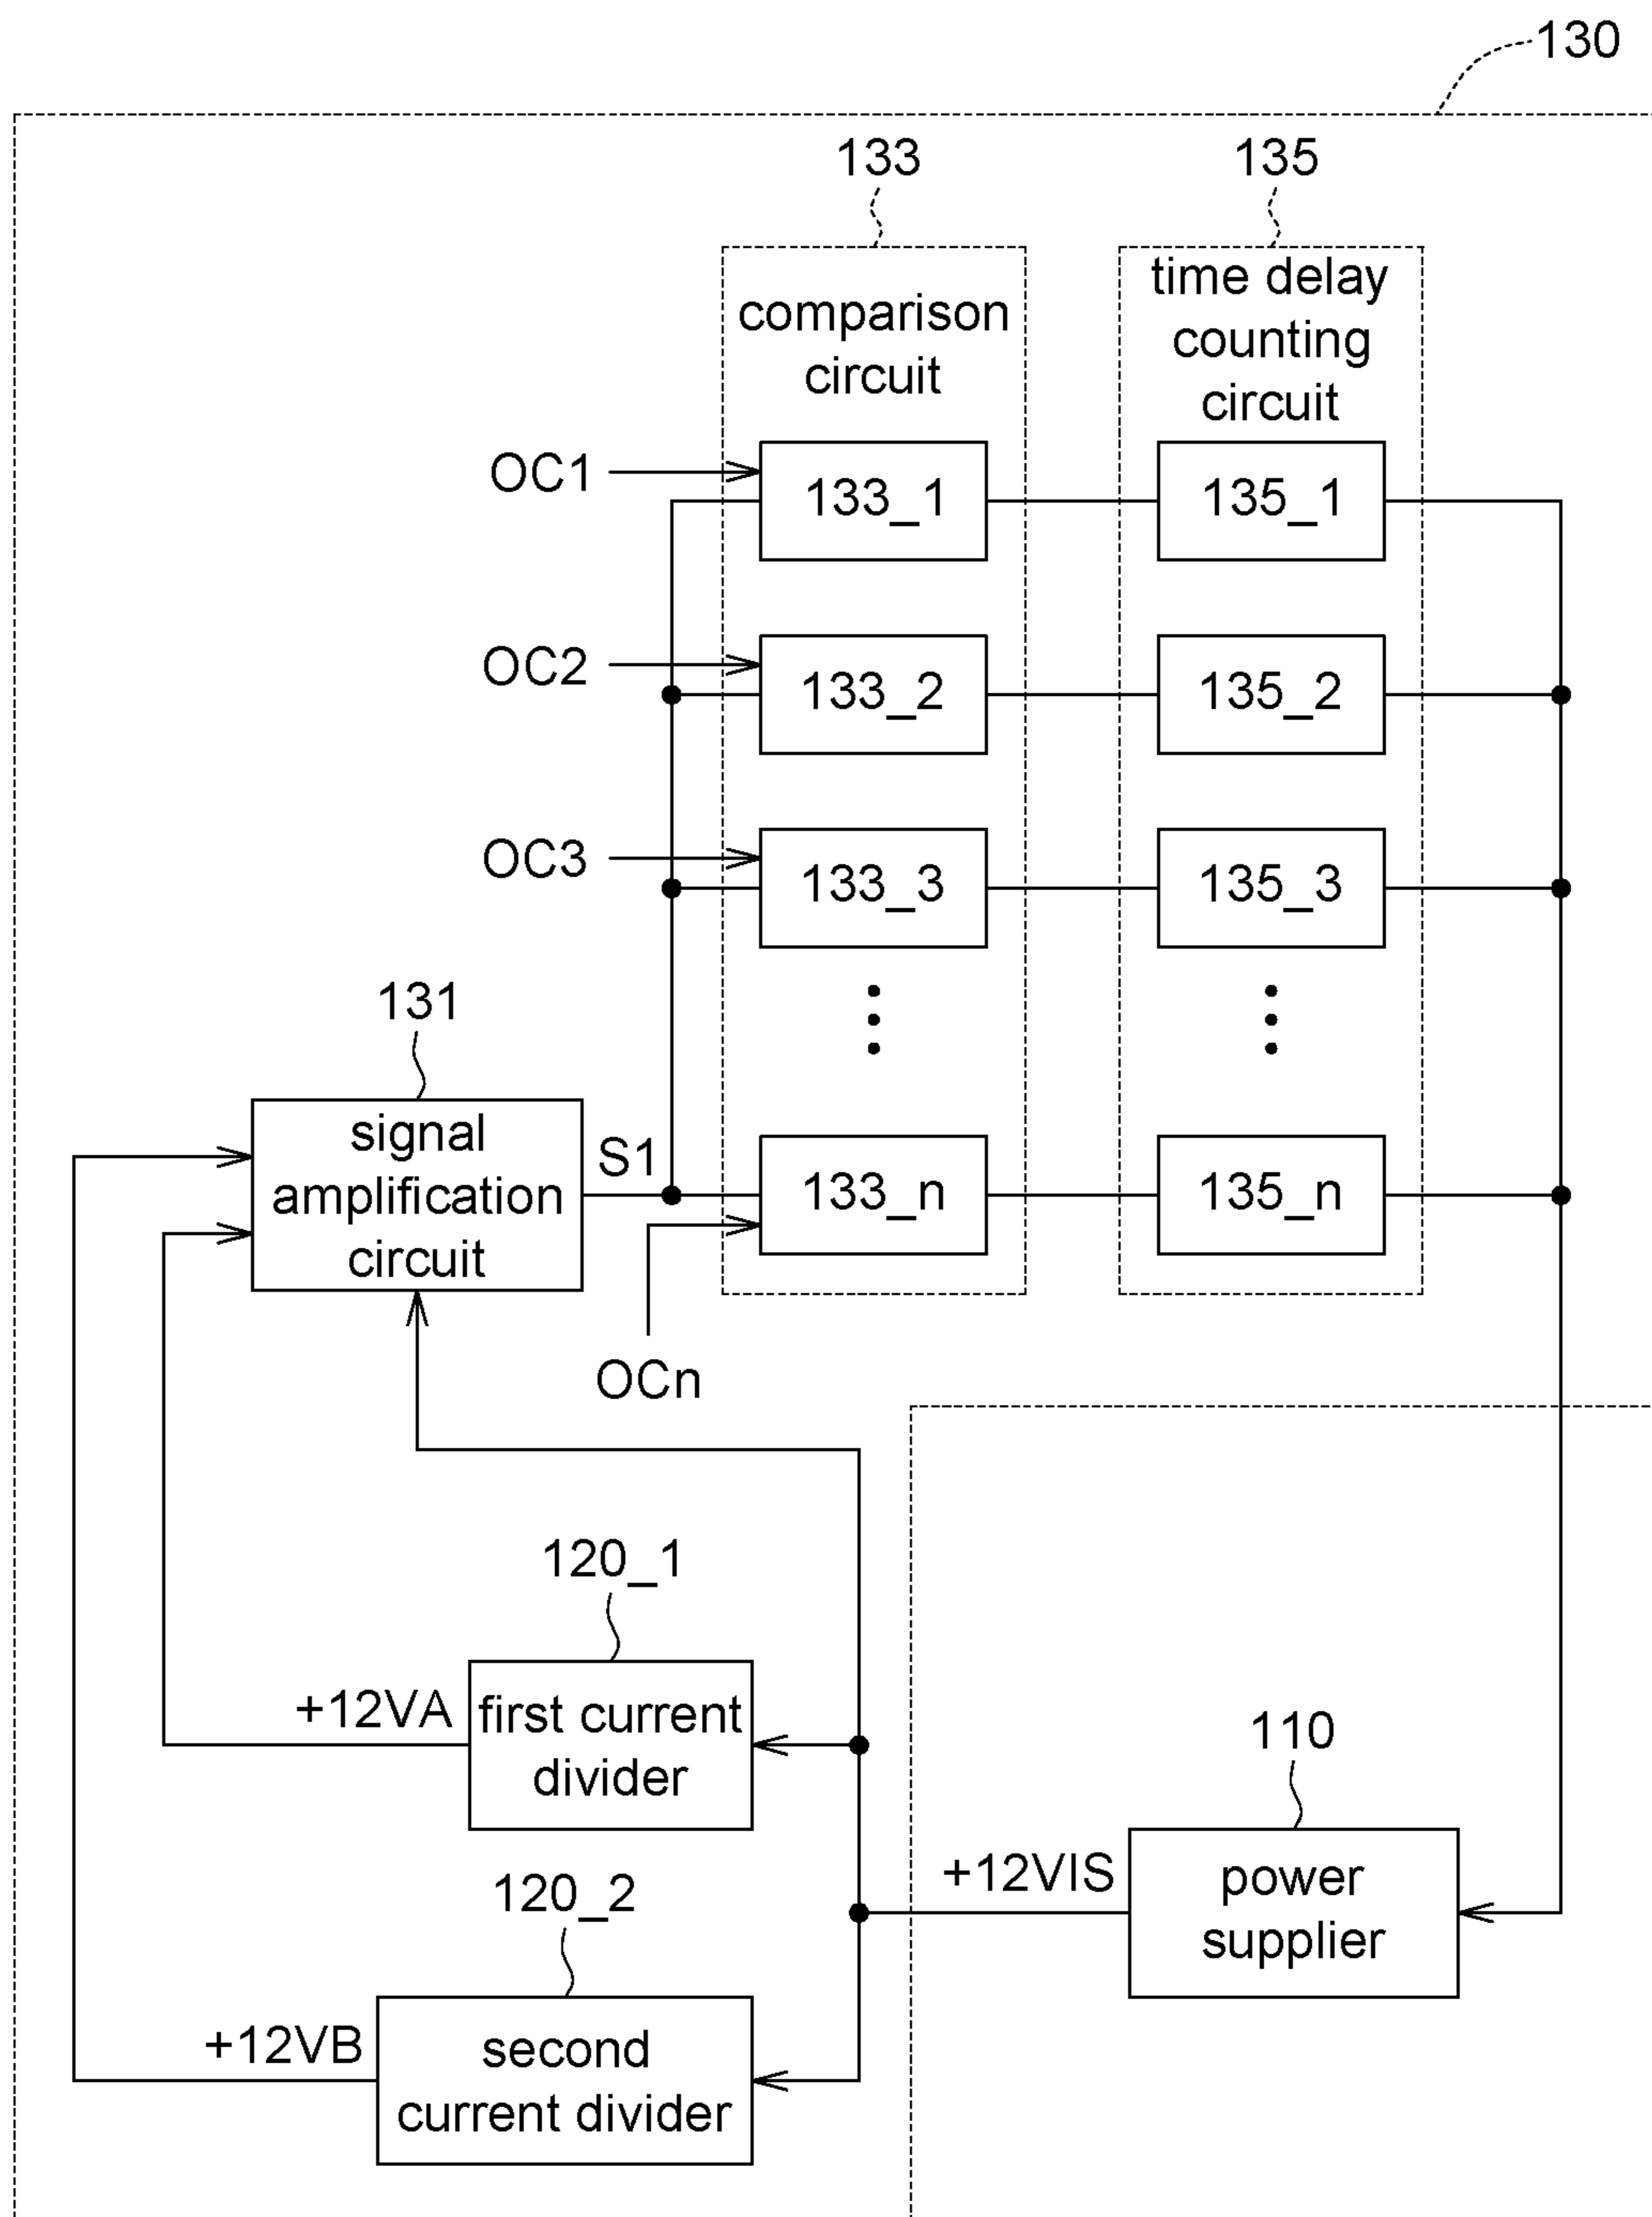 130
133
135
comparison
circuit
time delay
counting
circuit
OC1
133_1
135_1
OC2
133_2
135_2
OC3
133_3
135_3
131
signal
amplification
circuit
S1
133_n
135_n
OCn
120_1
+12VA
first current
divider
110
+12VIS
power
supplier
120_2
+12VB
second
current divider